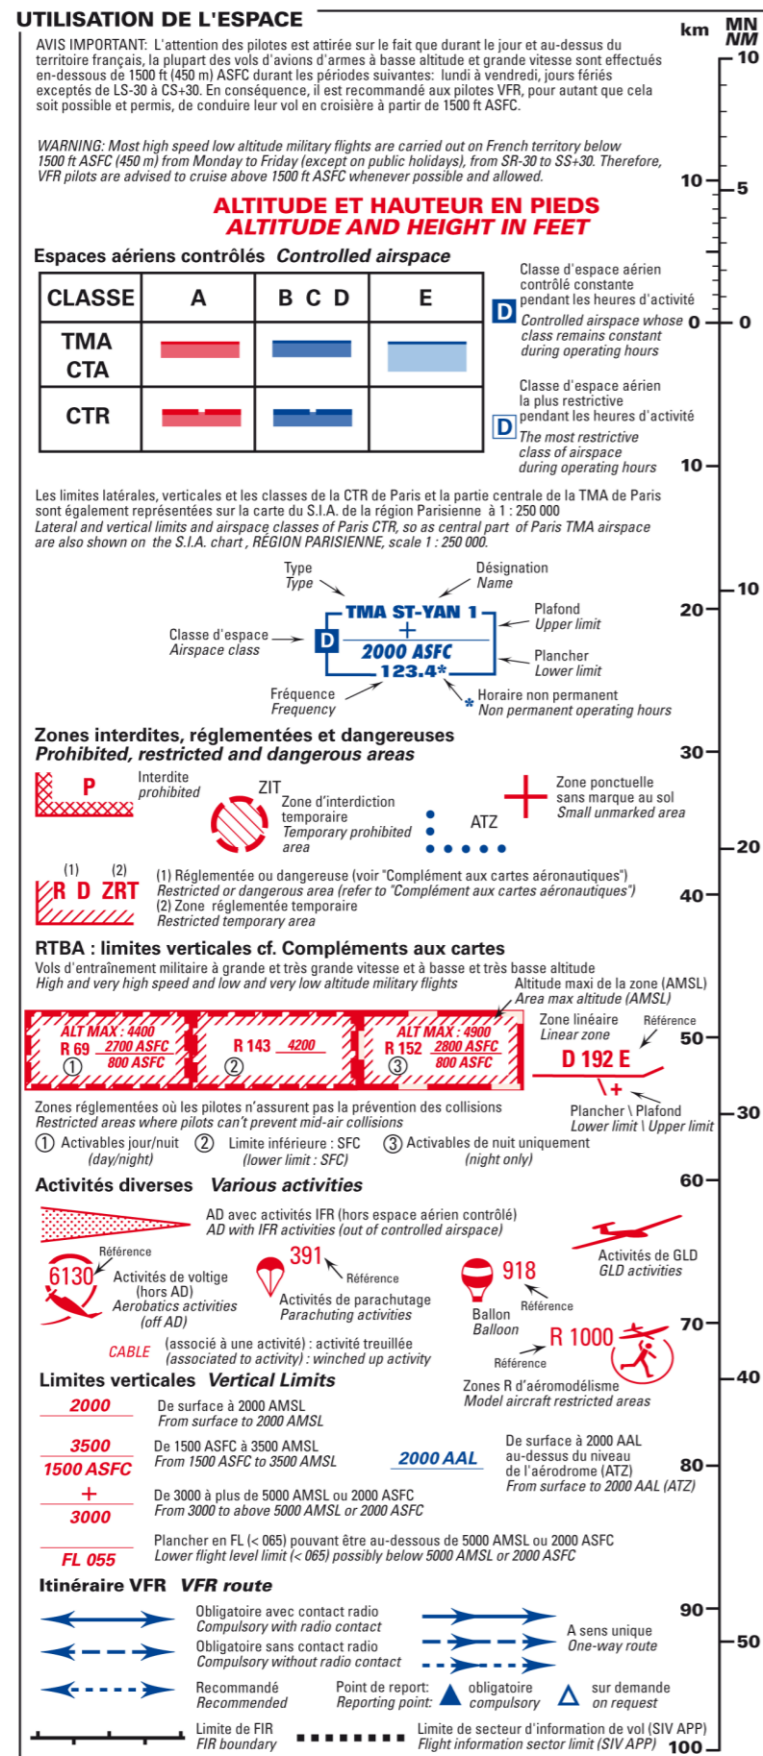 UTILISATION DE L'ESPACE
km
MN
NM
AVIS IMPORTANT: L'attention des pilotes est attirée sur le fait que durant le jour et au-dessus du
territoire français, la plupart des vols d'avions d'armes à basse altitude et grande vitesse sont effectués
en-dessous de 1500 ft (450 m) ASFC durant les périodes suivantes: lundi à vendredi, jours fériés
exceptés de LS-30 à CS+30. En conséquence, il est recommandé aux pilotes VFR, pour autant que cela
soit possible et permis, de conduire leur vol en croisière à partir de 1500 ft ASFC.
WARNING: Most high speed low altitude military flights are carried out on French territory below
1500 ft ASFC (450 m) from Monday to Friday (except on public holidays), from SR-30 to SS+30. Therefore,
VFR pilots are advised to cruise above 1500 ft ASFC whenever possible and allowed.
ALTITUDE ET HAUTEUR EN PIEDS
ALTITUDE AND HEIGHT IN FEET
Espaces aériens contrôlés Controlled airspace
CLASSE A B C D E
TMA
CTA
CTR
D
Classe d'espace aérien
contrôlé constante
pendant les heures d'activité
Controlled airspace whose
class remains constant
during operating hours
D
Classe d'espace aérien
la plus restrictive
pendant les heures d'activité
The most restrictive
class of airspace
during operating hours
Les limites latérales, verticales et les classes de la CTR de Paris et la partie centrale de la TMA de Paris
sont également représentées sur la carte du S.I.A. de la région Parisienne à 1 : 250 000
Lateral and vertical limits and airspace classes of Paris CTR, so as central part of Paris TMA airspace
are also shown on the S.I.A. chart , RÉGION PARISIENNE, scale 1 : 250 000.
Type
Type
Désignation
Name
TMA ST-YAN 1
+
D
2000 ASFC
123.4*
Plafond
Upper limit
Classe d'espace
Airspace class
Plancher
Lower limit
Fréquence
Frequency
* Horaire non permanent
Non permanent operating hours
Zones interdites, réglementées et dangereuses
Prohibited, restricted and dangerous areas
P
Interdite
prohibited
ZIT
Zone d'interdiction
temporaire
Temporary prohibited
area
ATZ
Zone ponctuelle
sans marque au sol
Small unmarked area
(1) (2)
R D ZRT
(1) Réglementée ou dangereuse (voir "Complément aux cartes aéronautiques")
Restricted or dangerous area (refer to "Complément aux cartes aéronautiques")
(2) Zone réglementée temporaire
Restricted temporary area
RTBA : limites verticales cf. Compléments aux cartes
Vols d'entraînement militaire à grande et très grande vitesse et à basse et très basse altitude
High and very high speed and low and very low altitude military flights
Altitude maxi de la zone (AMSL)
Area max altitude (AMSL)
ALT MAX : 4400
R 69 2700 ASFC
800 ASFC
1
R 143 4200
2
ALT MAX : 4900
R 152 2800 ASFC
800 ASFC
3
Zone linéaire
Linear zone
Référence
D 192 E
\ +
Plancher \ Plafond
Lower limit \ Upper limit
Zones réglementées où les pilotes n'assurent pas la prévention des collisions
Restricted areas where pilots can't prevent mid-air collisions
1 Activables jour/nuit
(day/night)
2 Limite inférieure : SFC
(lower limit : SFC)
3 Activables de nuit uniquement
(night only)
Activités diverses Various activities
AD avec activités IFR (hors espace aérien contrôlé)
AD with IFR activities (out of controlled airspace)
Activités de GLD
GLD activities
6130
Référence
Activités de voltige
(hors AD)
Aerobatics activities
(off AD)
391
Référence
Activités de parachutage
Parachuting activities
918
Référence
Ballon
Balloon
CABLE
(associé à une activité) : activité treuillée
(associated to activity) : winched up activity
R 1000
Référence
Zones R d'aéromodélisme
Model aircraft restricted areas
Limites verticales Vertical Limits
2000
De surface à 2000 AMSL
From surface to 2000 AMSL
3500
1500 ASFC
De 1500 ASFC à 3500 AMSL
From 1500 ASFC to 3500 AMSL
2000 AAL
De surface à 2000 AAL
au-dessus du niveau
de l'aérodrome (ATZ)
From surface to 2000 AAL (ATZ)
+
3000
De 3000 à plus de 5000 AMSL ou 2000 ASFC
From 3000 to above 5000 AMSL or 2000 ASFC
FL 055
Plancher en FL (< 065) pouvant être au-dessous de 5000 AMSL ou 2000 ASFC
Lower flight level limit (< 065) possibly below 5000 AMSL or 2000 ASFC
Itinéraire VFR VFR route
Obligatoire avec contact radio
Compulsory with radio contact
Obligatoire sans contact radio
Compulsory without radio contact
A sens unique
One-way route
Recommandé
Recommended
Point de report:
Reporting point:
obligatoire
compulsory
sur demande
on request
Limite de FIR
FIR boundary
Limite de secteur d'information de vol (SIV APP)
Flight information sector limit (SIV APP)
10
0
10
20
30
40
50
60
70
80
90
100
10
5
0
10
20
30
40
50